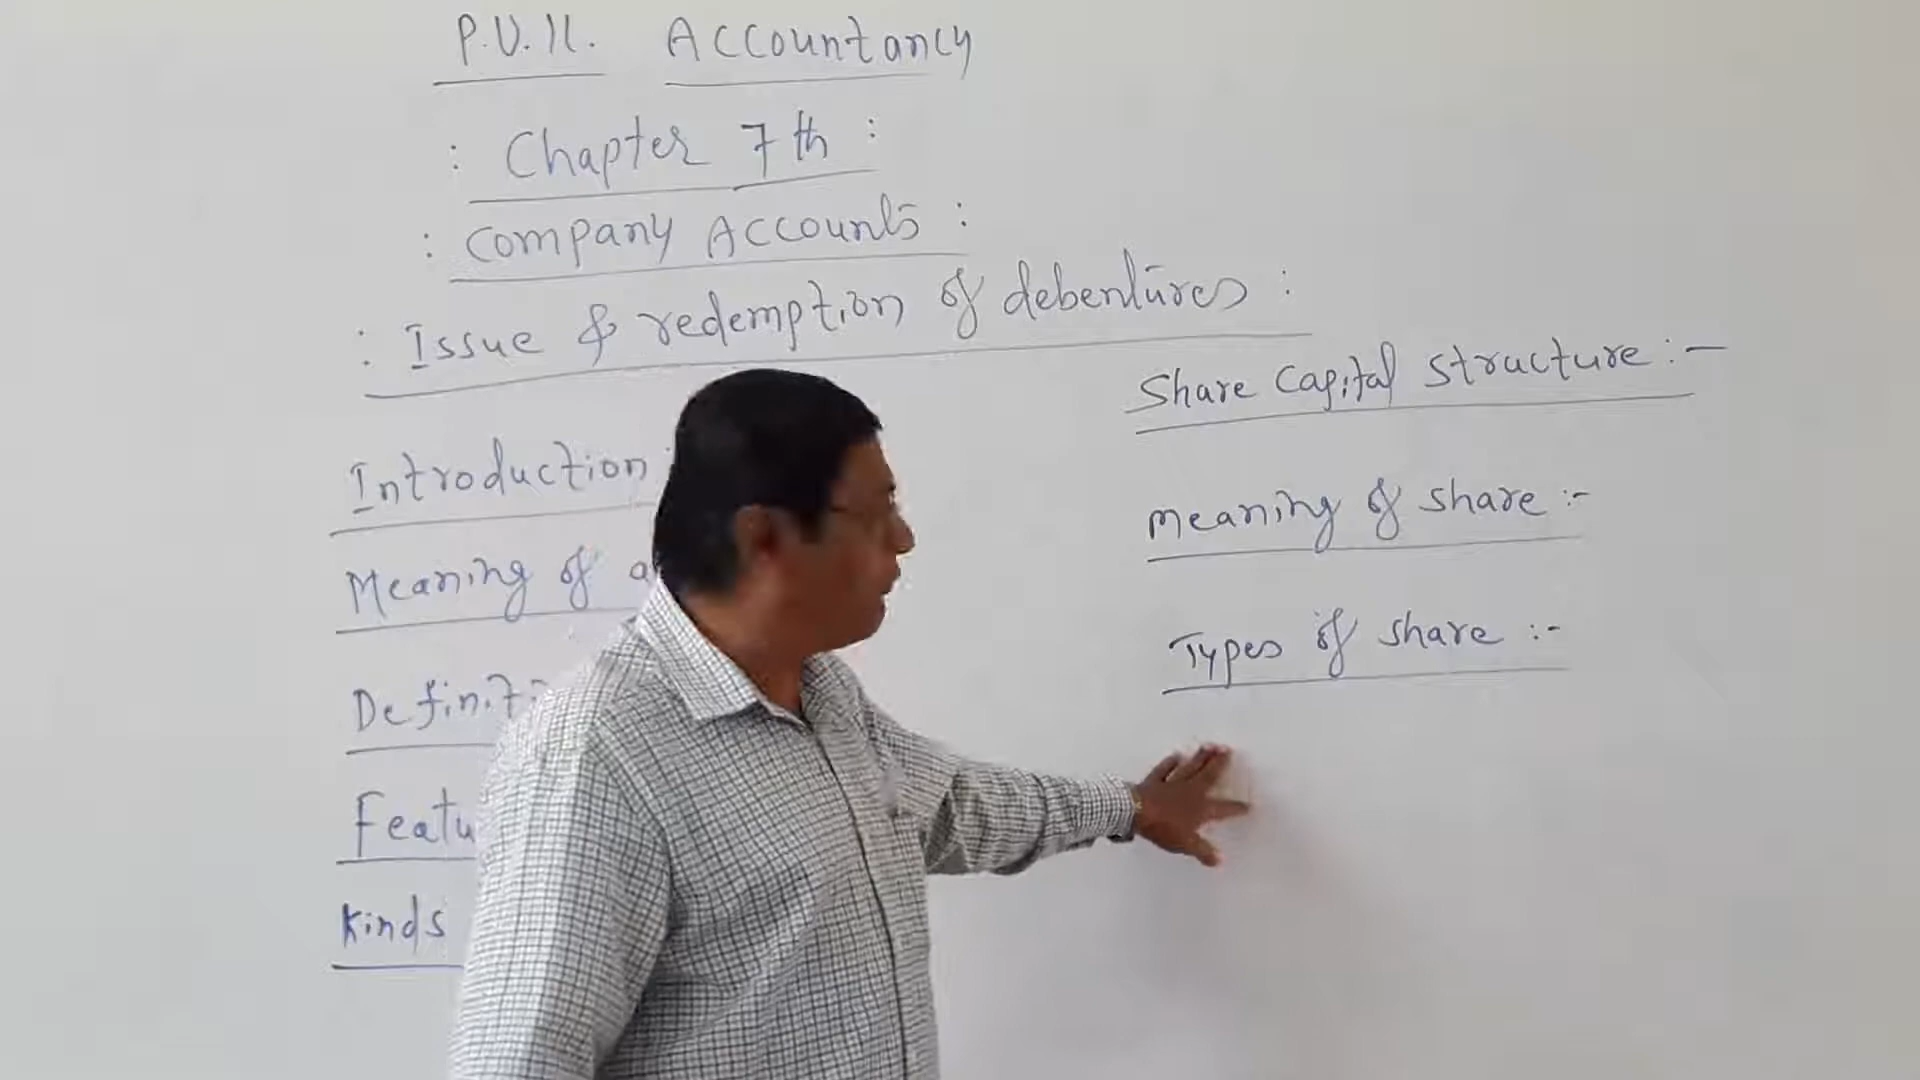 P.U.II. Accountancy
: Chapter 7th :
: Company Accounts :
: Issue & redemption of debentures :
Introduction
Meaning of a
Definiti
Featu
Kinds
Share Capital structure :-
Meaning of share :-
Types of share :-